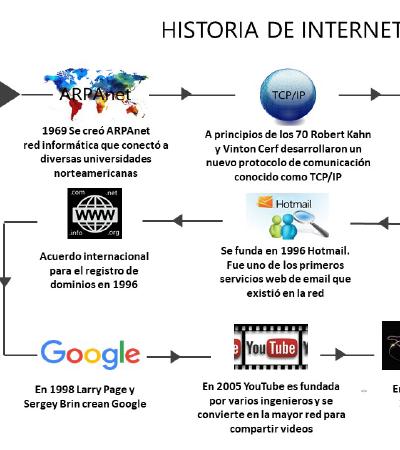 HISTORIA DE INTERNET
ARPAnet
TCP/IP
1969 Se creó ARPAnet
red informática que conectó a
diversas universidades
norteamericanas
A principios de los 70 Robert Kahn
y Vinton Cerf desarrollaron un
nuevo protocolo de comunicación
conocido como TCP/IP
.com .net
WWW
.info .org
Hotmail
Acuerdo internacional
para el registro de
dominios en 1996
Se funda en 1996 Hotmail.
Fue uno de los primeros
servicios web de email que
existió en la red
Google
You Tube
En 1998 Larry Page y
Sergey Brin crean Google
En 2005 YouTube es fundada
por varios ingenieros y se
convierte en la mayor red para
compartir videos